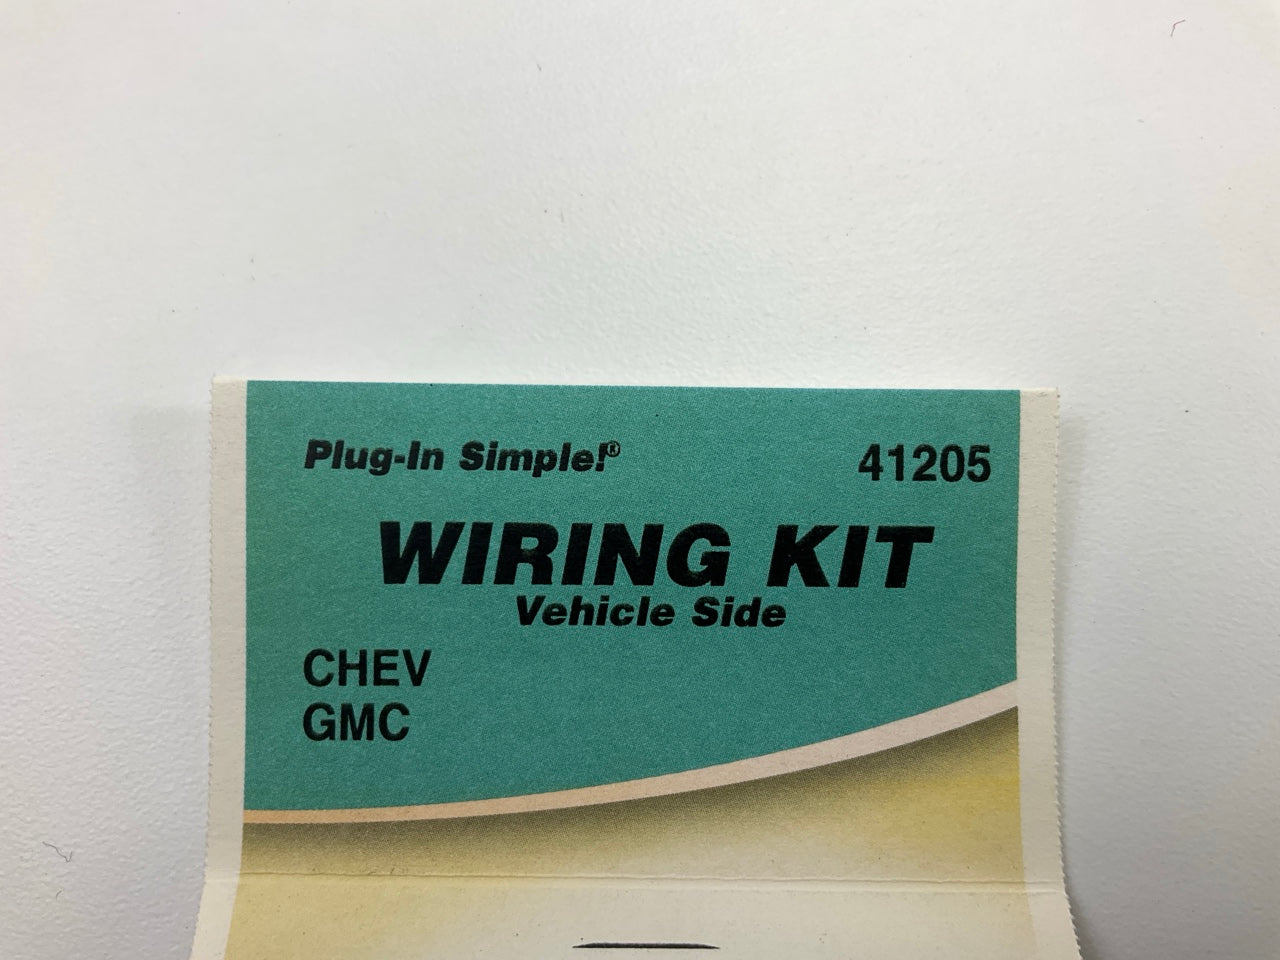 Plug-In Simple!® 41205
WIRING KIT
Vehicle Side
CHEV
GMC